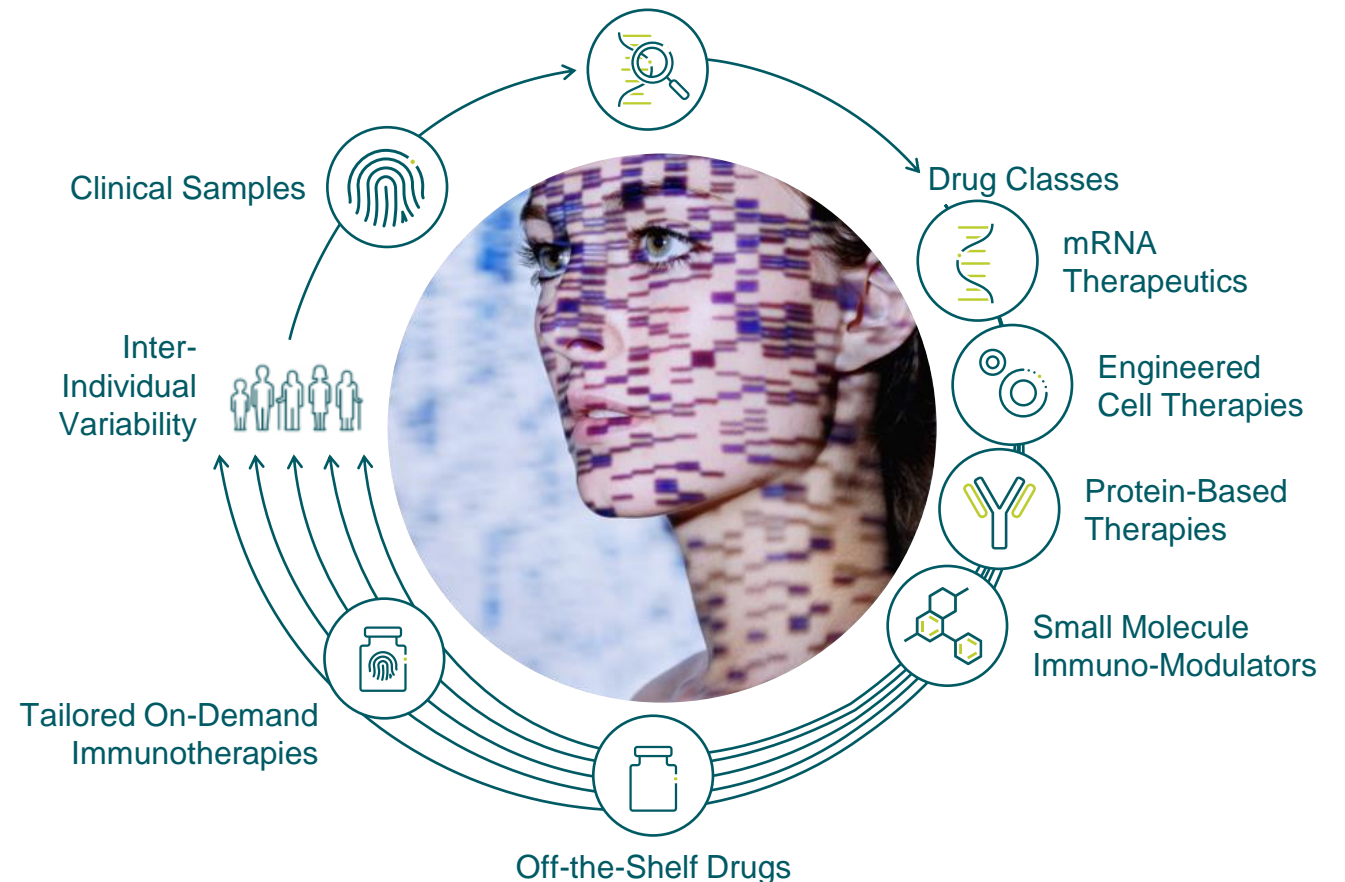 Clinical Samples
Drug Classes
mRNA
Therapeutics
Inter-
Individual
Variability
Engineered
Cell Therapies
Protein-Based
Therapies
Small Molecule
Immuno-Modulators
Tailored On-Demand
Immunotherapies
Off-the-Shelf Drugs